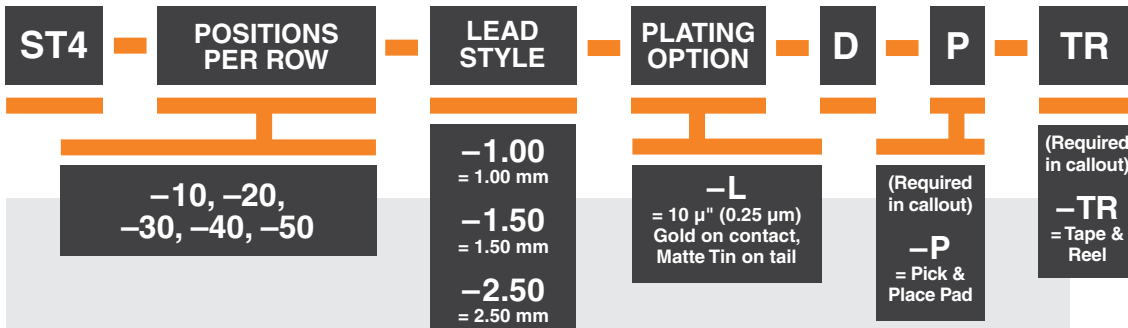 ST4
POSITIONS
PER ROW
LEAD
STYLE
PLATING
OPTION
D
P
TR
–10, –20,
–30, –40, –50
–1.00
= 1.00 mm
–1.50
= 1.50 mm
–2.50
= 2.50 mm
–L
= 10 µ" (0.25 µm)
Gold on contact,
Matte Tin on tail
(Required
in callout)
–P
= Pick &
Place Pad
(Required
in callout)
–TR
= Tape &
Reel